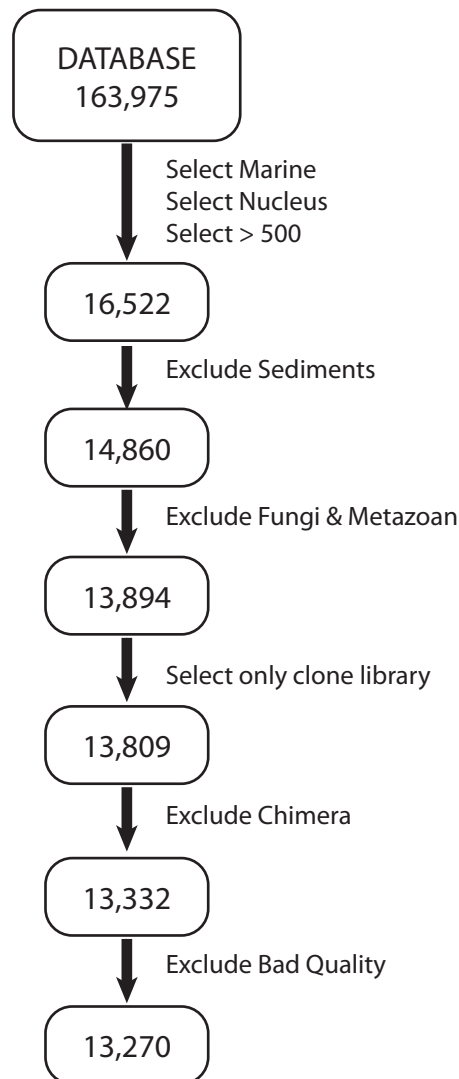 DATABASE
163,975
Select Marine
Select Nucleus
Select > 500
16,522
Exclude Sediments
14,860
Exclude Fungi & Metazoan
13,894
Select only clone library
13,809
Exclude Chimera
13,332
Exclude Bad Quality
13,270